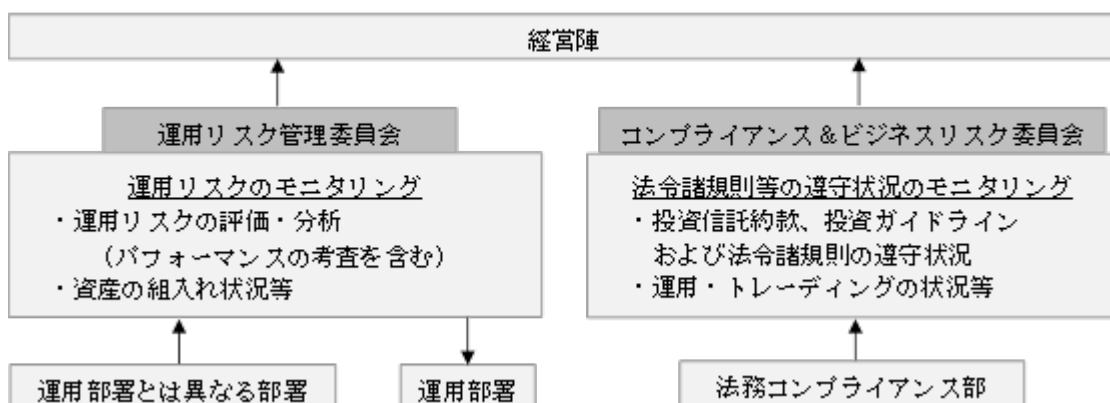 経営陣
運用リスク管理委員会
運用リスクのモニタリング
・運用リスクの評価・分析
（パフォーマンスの考査を含む）
・資産の組入れ状況等
運用部署とは異なる部署
運用部署
コンプライアンス＆ビジネスリスク委員会
法令諸規則等の遵守状況のモニタリング
・投資信託約款、投資ガイドライン
および法令諸規則の遵守状況
・運用・トレーディングの状況等
法務コンプライアンス部